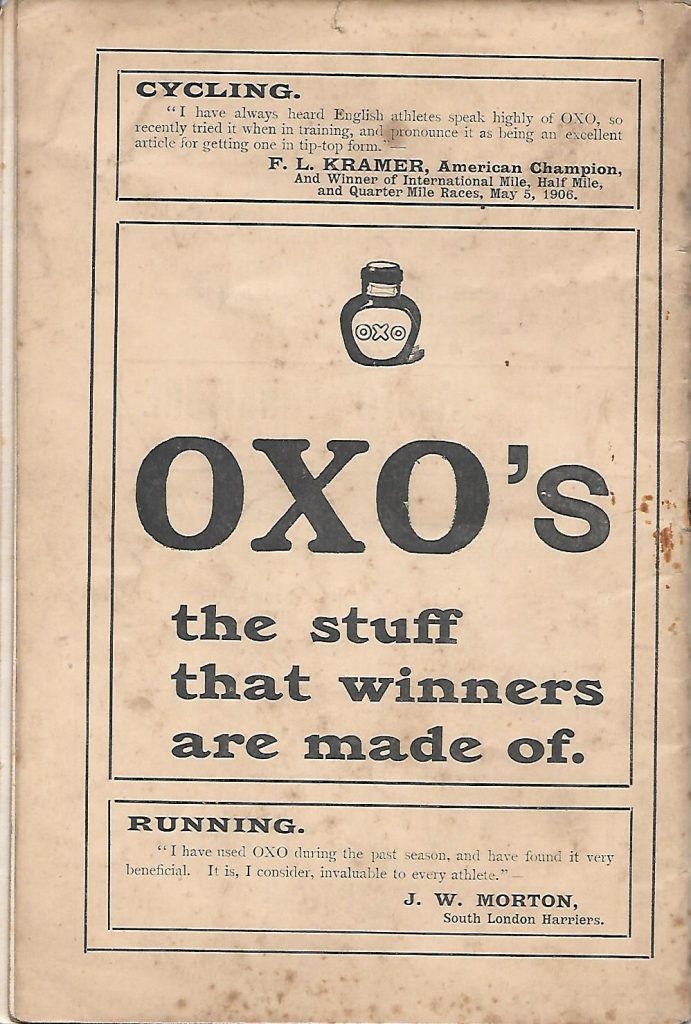 CYCLING.
"I have always heard English athletes speak highly of OXO, so
recently tried it when in training, and pronounce it as being an excellent
article for getting one in tip-top form."—
F. L. KRAMER, American Champion,
And Winner of International Mile, Half Mile,
and Quarter Mile Races, May 5, 1906.
OXO
OXO's
the stuff
that winners
are made of.
RUNNING.
"I have used OXO during the past season, and have found it very
beneficial. It is, I consider, invaluable to every athlete."—
J. W. MORTON,
South London Harriers.